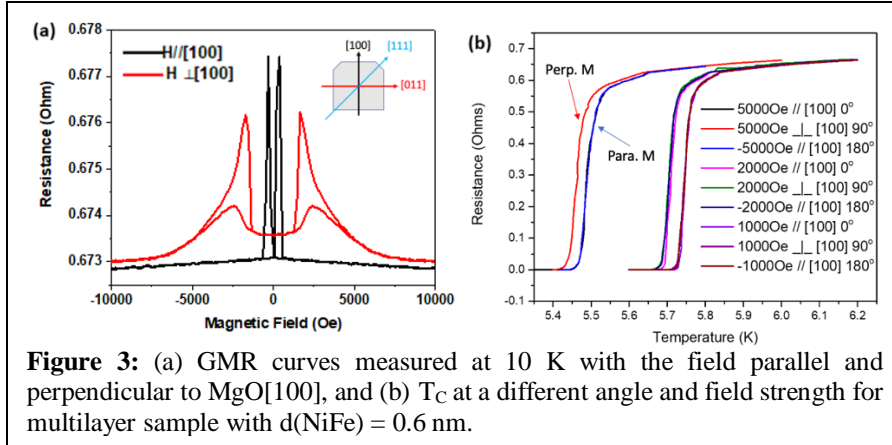 (a)
0.678
0.677
0.676
0.675
0.674
0.673
Resistance (Ohm)
H//[100]
H ⊥[100]
[100]
[111]
[011]
-10000 -5000 0 5000 10000
Magnetic Field (Oe)
(b)
0.7
0.6
0.5
0.4
0.3
0.2
0.1
0.0
-0.1
Resistance (Ohms)
Perp. M
Para. M
5000Oe // [100] 0°
5000Oe _|_ [100] 90°
-5000Oe // [100] 180°
2000Oe // [100] 0°
2000Oe _|_ [100] 90°
-2000Oe // [100] 180°
1000Oe // [100] 0°
1000Oe _|_ [100] 90°
-1000Oe // [100] 180°
5.4 5.5 5.6 5.7 5.8 5.9 6.0 6.1 6.2
Temperature (K)
Figure 3: (a) GMR curves measured at 10 K with the field parallel and
perpendicular to MgO[100], and (b) TC at a different angle and field strength for
multilayer sample with d(NiFe) = 0.6 nm.